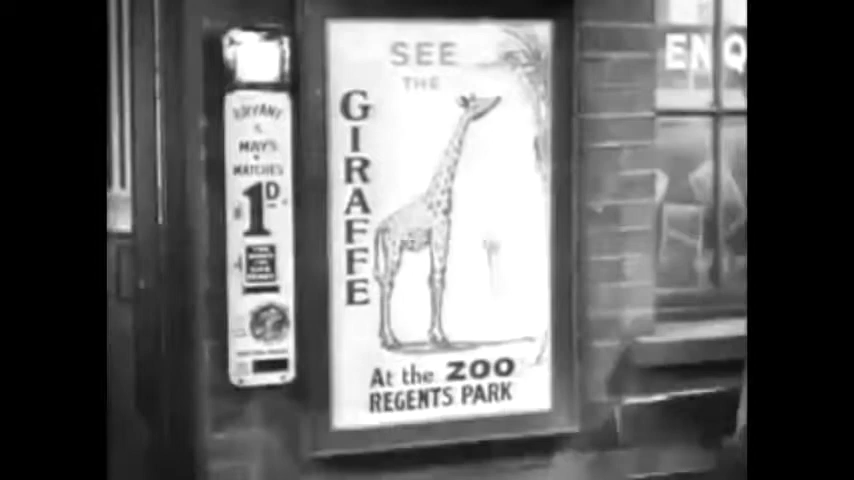 BRYANT
&
MAY'S
MATCHES
1D
SEE
THE
GIRAFFE
At the ZOO
REGENTS PARK
ENQ